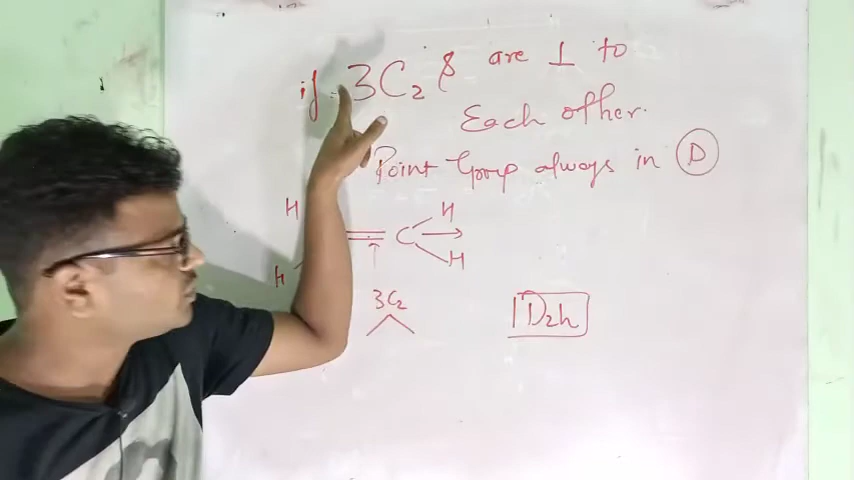 if 3C₂ s are ⊥ to
Each other.
Point Group always in D
H H
C
H H
3C₂
D₂h